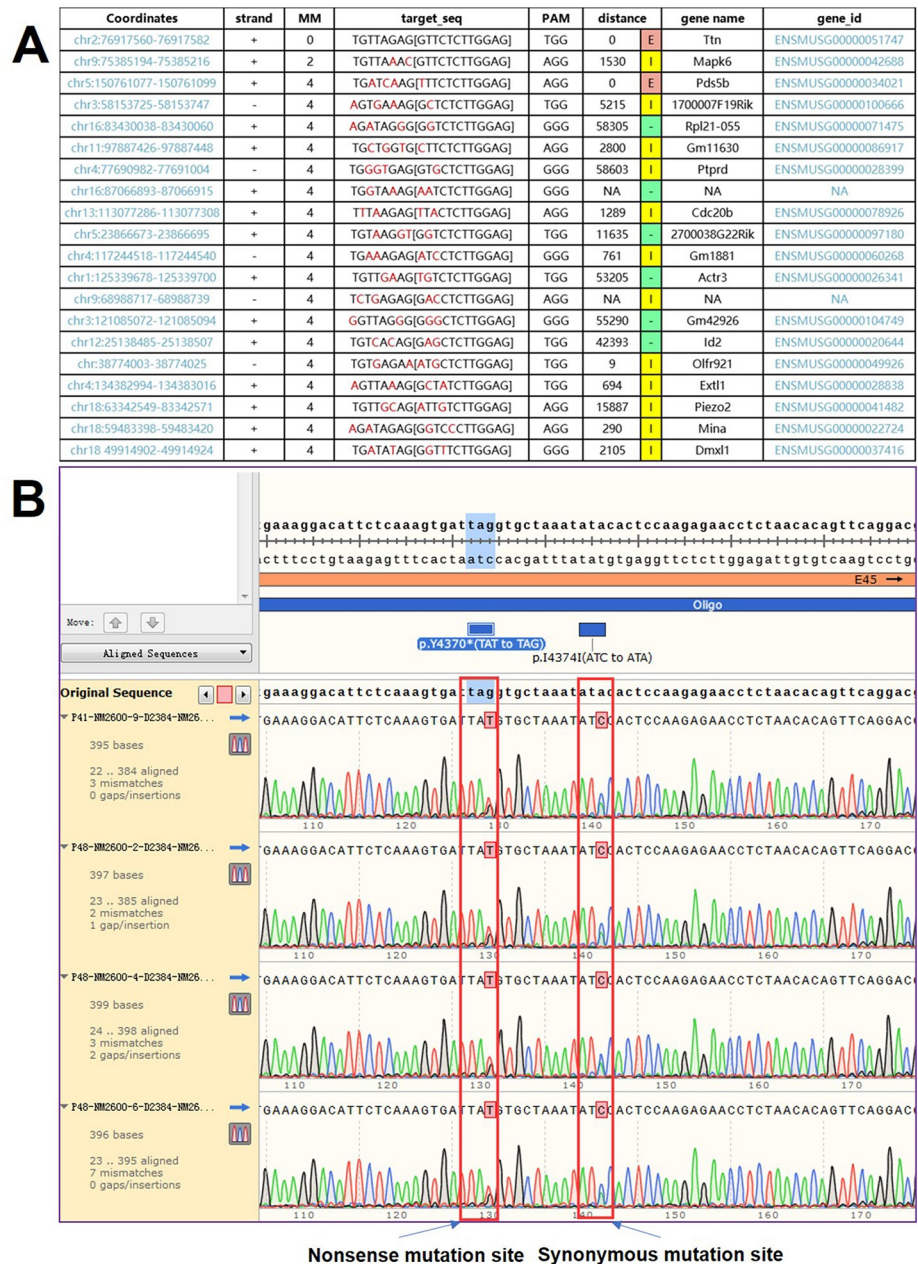 A
Coordinates strand MM target_seq PAM distance gene name gene_id
chr2:76917560-76917582 + 0 TGTTAGAG[GTTCTCTTGGAG] TGG 0 E Ttn ENSMUSG00000051747
chr9:75385194-75385216 + 2 TGTTAAAC[GTTCTCTTGGAG] AGG 1530 I Mapk6 ENSMUSG00000042688
chr5:150761077-150761099 + 4 TGATCAAG[TTTCTCTTGGAG] AGG 0 E Pds5b ENSMUSG00000034021
chr3:58153725-58153747 - 4 AGTGAAAG[GCTCTCTTGGAG] TGG 5215 I 1700007F19Rik ENSMUSG00000100666
chr16:83430038-83430060 + 4 AGATAGGG[GGTCTCTTGGAG] GGG 58305 - Rpl21-055 ENSMUSG00000071475
chr11:97887426-97887448 + 4 TGCTGGTG[CTTCTCTTGGAG] AGG 2800 I Gm11630 ENSMUSG00000086917
chr4:77690982-77691004 - 4 TGGGTGAG[GTGCTCTTGGAG] GGG 58603 I Ptprd ENSMUSG00000028399
chr16:87066893-87066915 + 4 TGGTAAAG[AATCTCTTGGAG] GGG NA - NA NA
chr13:113077286-113077308 + 4 TTTAAGAG[TTACTCTTGGAG] AGG 1289 I Cdc20b ENSMUSG00000078926
chr5:23866673-23866695 + 4 TGTAAGGT[GGTCTCTTGGAG] TGG 11635 - 2700038G22Rik ENSMUSG00000097180
chr4:117244518-117244540 - 4 TGAAAGAG[ATCCTCTTGGAG] GGG 761 I Gm1881 ENSMUSG00000060268
chr1:125339678-125339700 + 4 TGTTGAAG[TGTCTCTTGGAG] TGG 53205 - Actr3 ENSMUSG00000026341
chr9:68988717-68988739 - 4 TCTGAGAG[GACCTCTTGGAG] AGG NA I NA NA
chr3:121085072-121085094 + 4 GGTTAGGG[GGGCTCTTGGAG] TGG 55290 - Gm42926 ENSMUSG00000104749
chr12:25138485-25138507 + 4 TGTCACAG[GAGCTCTTGGAG] TGG 42393 - Id2 ENSMUSG00000020644
chr:38774003-38774025 - 4 TGTGAGAA[ATGCTCTTGGAG] TGG 9 I Olfr921 ENSMUSG00000049926
chr4:134382994-134383016 + 4 AGTTAAAG[GCTATCTTGGAG] TGG 694 I Extl1 ENSMUSG00000028838
chr18:63342549-83342571 + 4 TGTTGCAG[ATTGTCTTGGAG] AGG 15887 I Piezo2 ENSMUSG00000041482
chr18:59483398-59483420 + 4 AGATAGAG[GGTCCCTTGGAG] TGG 290 I Mina ENSMUSG00000022724
chr18 49914902-49914924 + 4 TGATATAG[GGTTTCTTGGAG] GGG 2105 I Dmxl1 ENSMUSG00000037416
B
gaaaggacattctcaaagtgattaggtgctaaatatacactccaagagaacctctaacacagttcaggac
ctttcctgtaagagtttcactaatccacgatttatatgtgaggttctcttggagattgtgtcaagtcctg
E45
Oligo
Move:
p.Y4370*(TAT to TAG)
p.I4374I(ATC to ATA)
Aligned Sequences
Original Sequence gaaaggacattctcaaagtgattaggtgctaaatatacactccaagagaacctctaacacagttcaggac
P41-NM2600-9-D2384-NM26... GAAAGGACATTCTCAAAGTGATTATGTGCTAAATATCCACTCCAAGAGAACCTCTAACACAGTTCAGGAC
395 bases
22 .. 384 aligned
3 mismatches
0 gaps/insertions
110 120 130 140 150 160 170
P48-NM2600-2-D2384-NM26... GAAAGGACATTCTCAAAGTGATTATGTGCTAAATATCCACTCCAAGAGAACCTCTAACACAGTTCAGGAC
397 bases
23 .. 385 aligned
2 mismatches
1 gap/insertion
110 120 130 140 150 160 170
P48-NM2600-4-D2384-NM26... GAAAGGACATTCTCAAAGTGATTATGTGCTAAATATCCACTCCAAGAGAACCTCTAACACAGTTCAGGAC
399 bases
24 .. 398 aligned
3 mismatches
2 gaps/insertions
110 120 130 140 150 160 170
P48-NM2600-6-D2384-NM26... GAAAGGACATTCTCAAAGTGATTATGTGCTAAATATCCACTCCAAGAGAACCTCTAACACAGTTCAGGAC
396 bases
23 .. 395 aligned
7 mismatches
0 gaps/insertions
110 120 130 140 150 160 170
Nonsense mutation site Synonymous mutation site